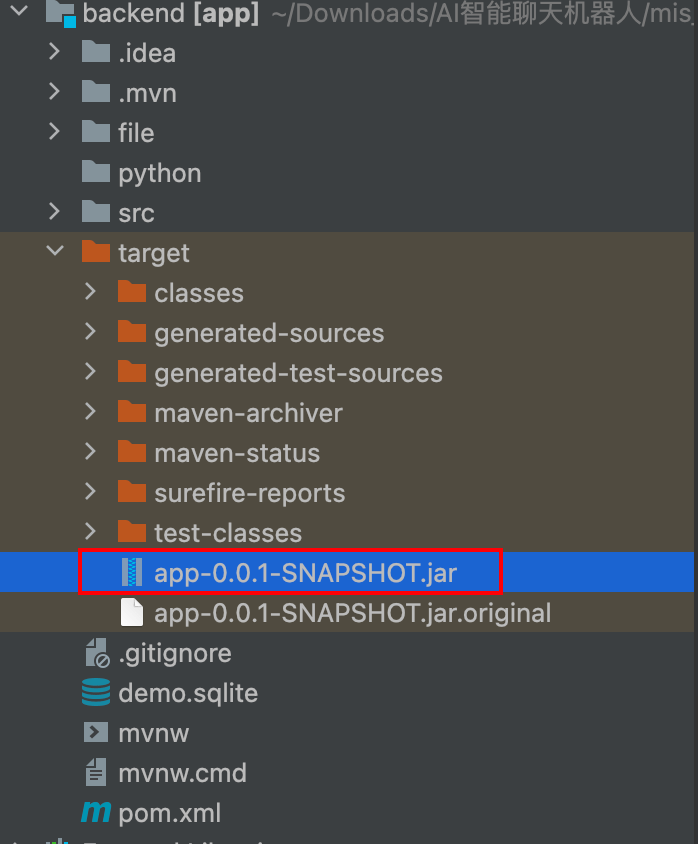 backend [app] ~/Downloads/AI智能聊天机器人/mis_
.idea
.mvn
file
python
src
target
classes
generated-sources
generated-test-sources
maven-archiver
maven-status
surefire-reports
test-classes
app-0.0.1-SNAPSHOT.jar
app-0.0.1-SNAPSHOT.jar.original
.gitignore
demo.sqlite
mvnw
mvnw.cmd
pom.xml